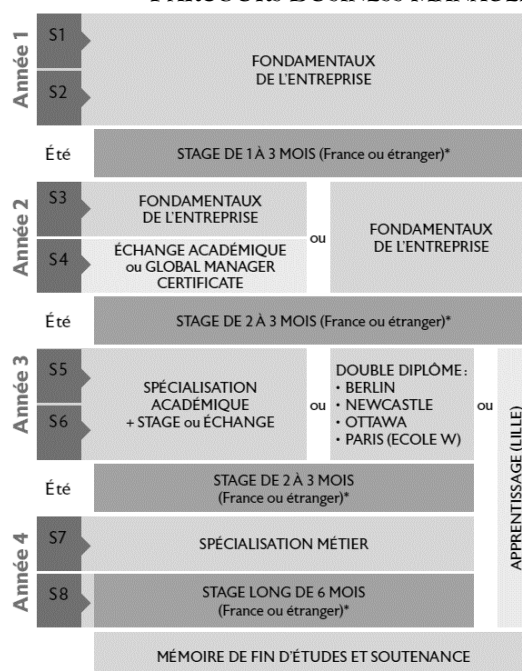 PARCOURS BUSINESS MANAGE
Année 1
S1
S2
FONDAMENTAUX
DE L'ENTREPRISE
Été
STAGE DE 1 À 3 MOIS (France ou étranger)*
Année 2
S3
FONDAMENTAUX
DE L'ENTREPRISE
S4
ÉCHANGE ACADÉMIQUE
ou GLOBAL MANAGER
CERTIFICATE
ou
FONDAMENTAUX
DE L'ENTREPRISE
Été
STAGE DE 2 À 3 MOIS (France ou étranger)*
Année 3
S5
S6
SPÉCIALISATION
ACADÉMIQUE
+ STAGE ou ÉCHANGE
ou
DOUBLE DIPLÔME :
• BERLIN
• NEWCASTLE
• OTTAWA
• PARIS (ECOLE W)
ou
APPRENTISSAGE (LILLE)
Été
STAGE DE 2 À 3 MOIS
(France ou étranger)*
Année 4
S7
SPÉCIALISATION MÉTIER
S8
STAGE LONG DE 6 MOIS
(France ou étranger)*
MÉMOIRE DE FIN D'ÉTUDES ET SOUTENANCE